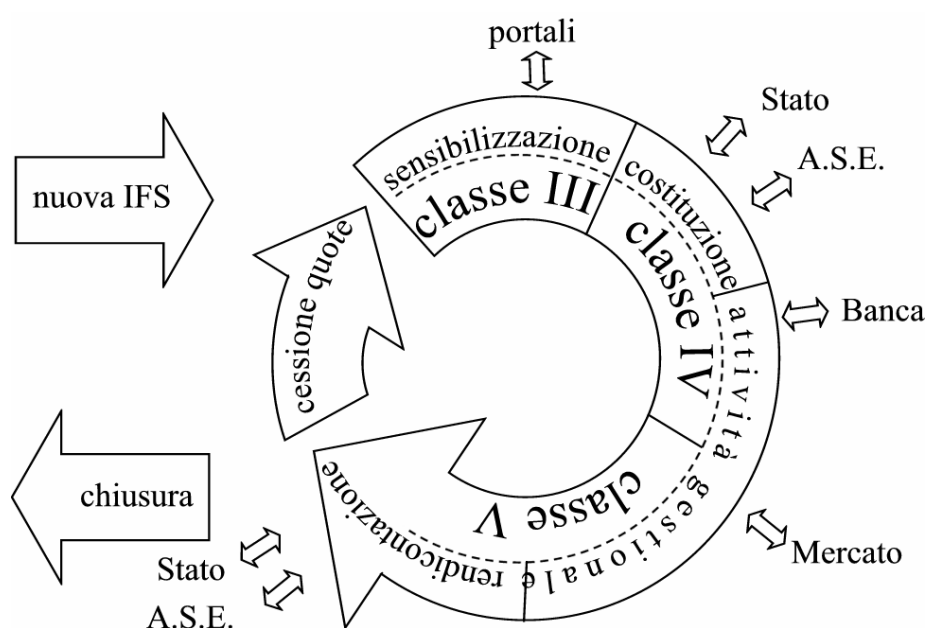 portali
Stato
A.S.E.
nuova IFS
sensibilizzazione
classe III
costituzione
classe IV
cessione quote
Banca
attività gestionale
classe V
rendicontazione
chiusura
Mercato
Stato
A.S.E.